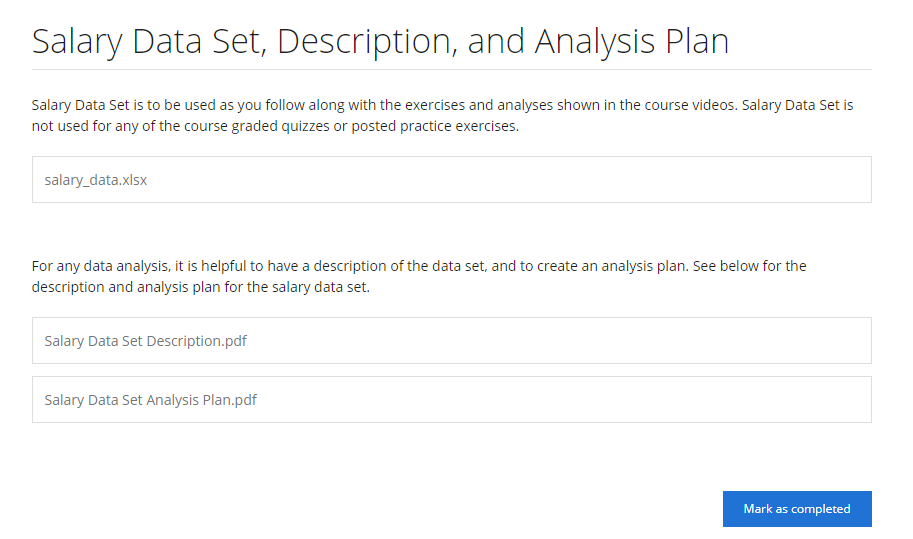 Salary Data Set, Description, and Analysis Plan
Salary Data Set is to be used as you follow along with the exercises and analyses shown in the course videos. Salary Data Set is
not used for any of the course graded quizzes or posted practice exercises.
salary_data.xlsx
For any data analysis, it is helpful to have a description of the data set, and to create an analysis plan. See below for the
description and analysis plan for the salary data set.
Salary Data Set Description.pdf
Salary Data Set Analysis Plan.pdf
Mark as completed